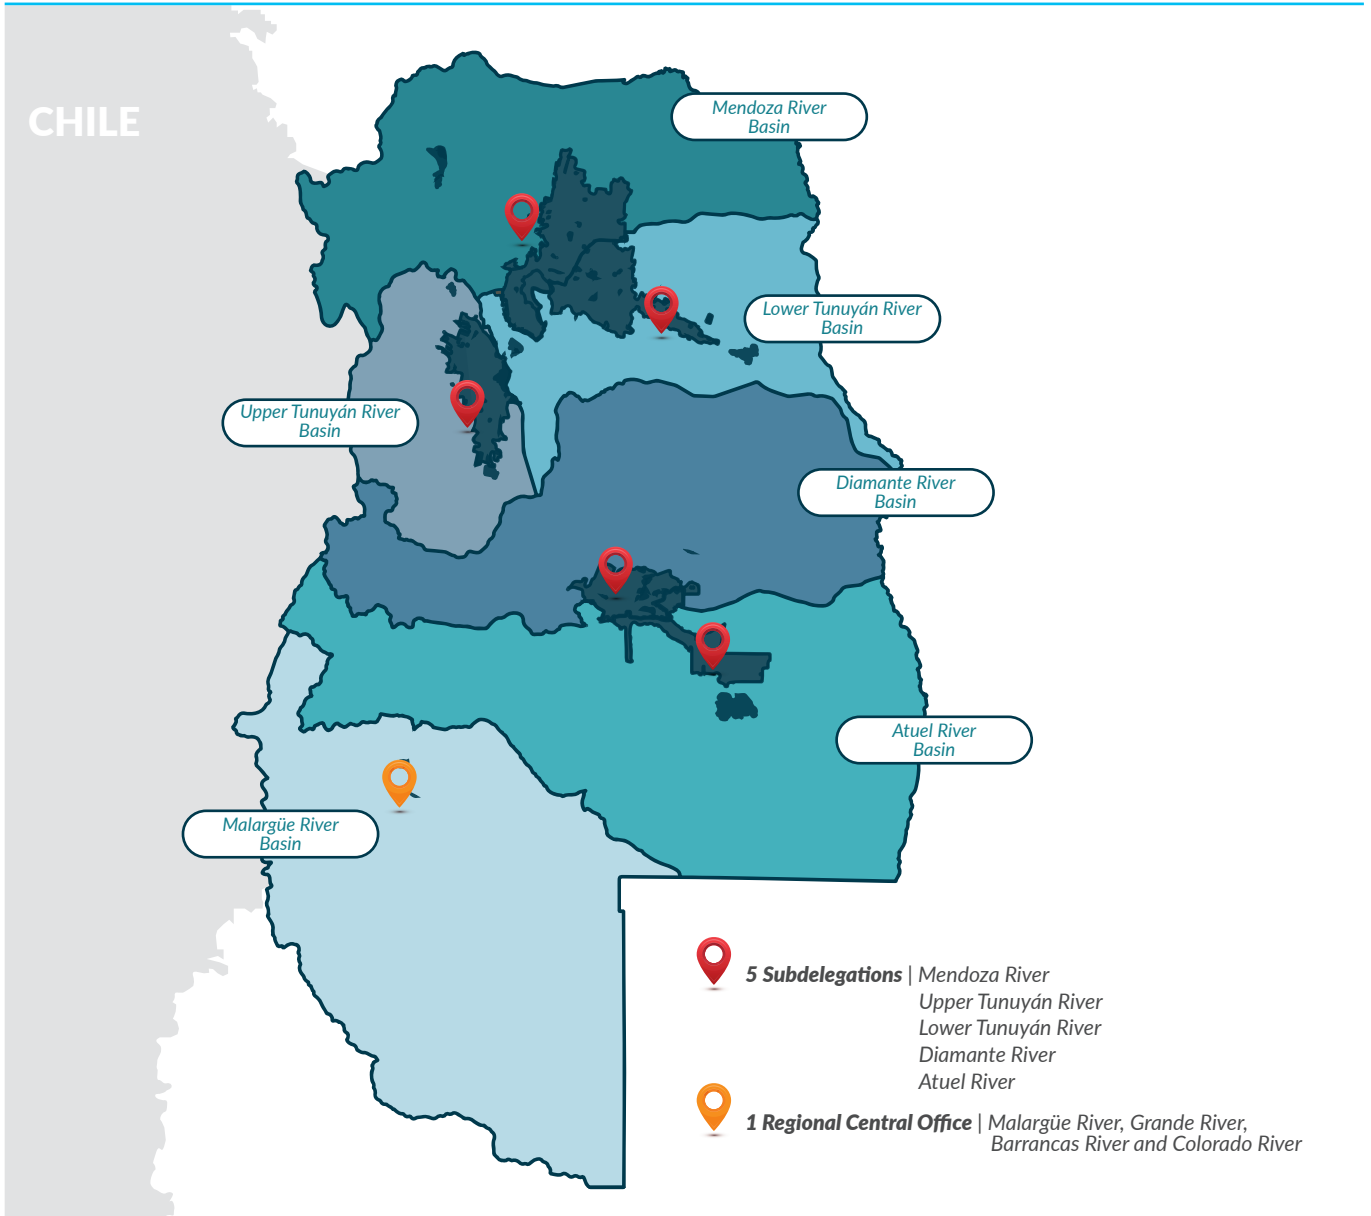 CHILE
Mendoza River
Basin
Lower Tunuyán River
Basin
Upper Tunuyán River
Basin
Diamante River
Basin
Atuel River
Basin
Malargüe River
Basin
5 Subdelegations | Mendoza River
Upper Tunuyán River
Lower Tunuyán River
Diamante River
Atuel River
1 Regional Central Office | Malargüe River, Grande River,
Barrancas River and Colorado River